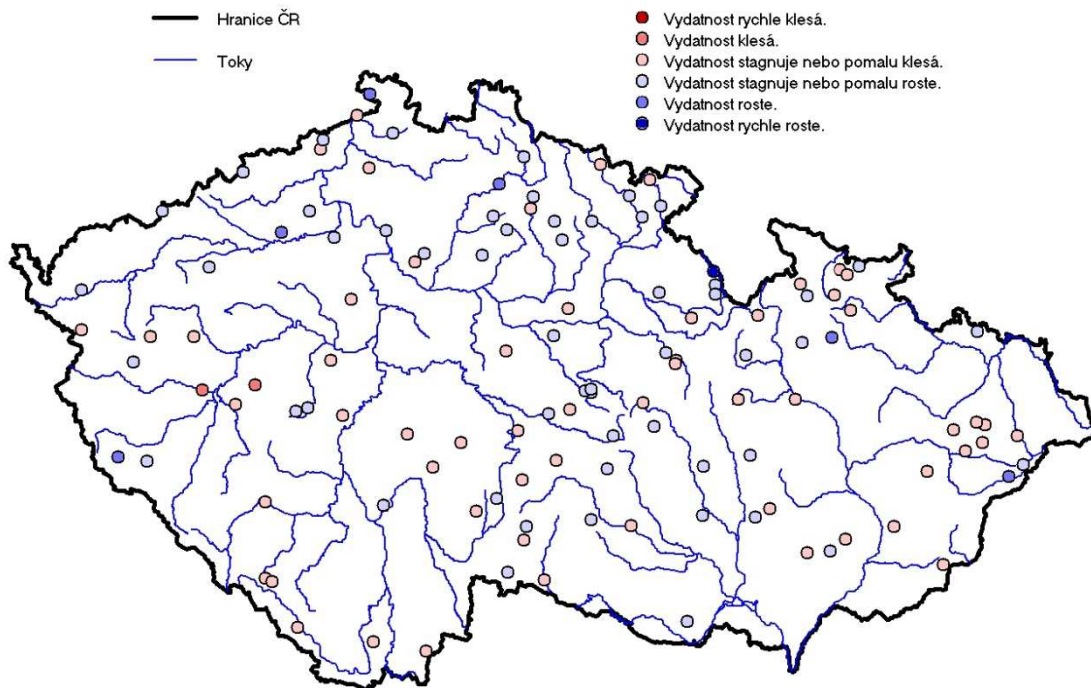 Hranice ČR
Toky
Vydatnost rychle klesá.
Vydatnost klesá.
Vydatnost stagnuje nebo pomalu klesá.
Vydatnost stagnuje nebo pomalu roste.
Vydatnost roste.
Vydatnost rychle roste.